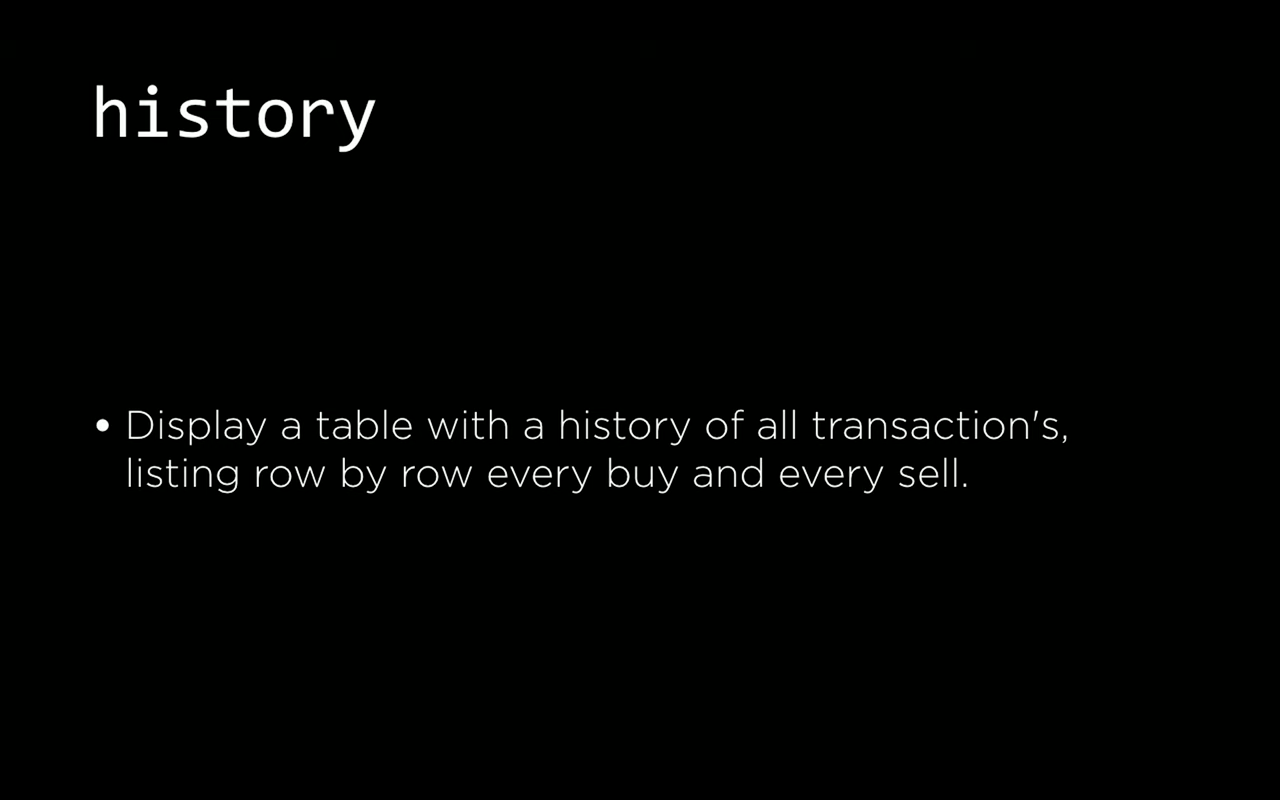 history
• Display a table with a history of all transaction's,
listing row by row every buy and every sell.